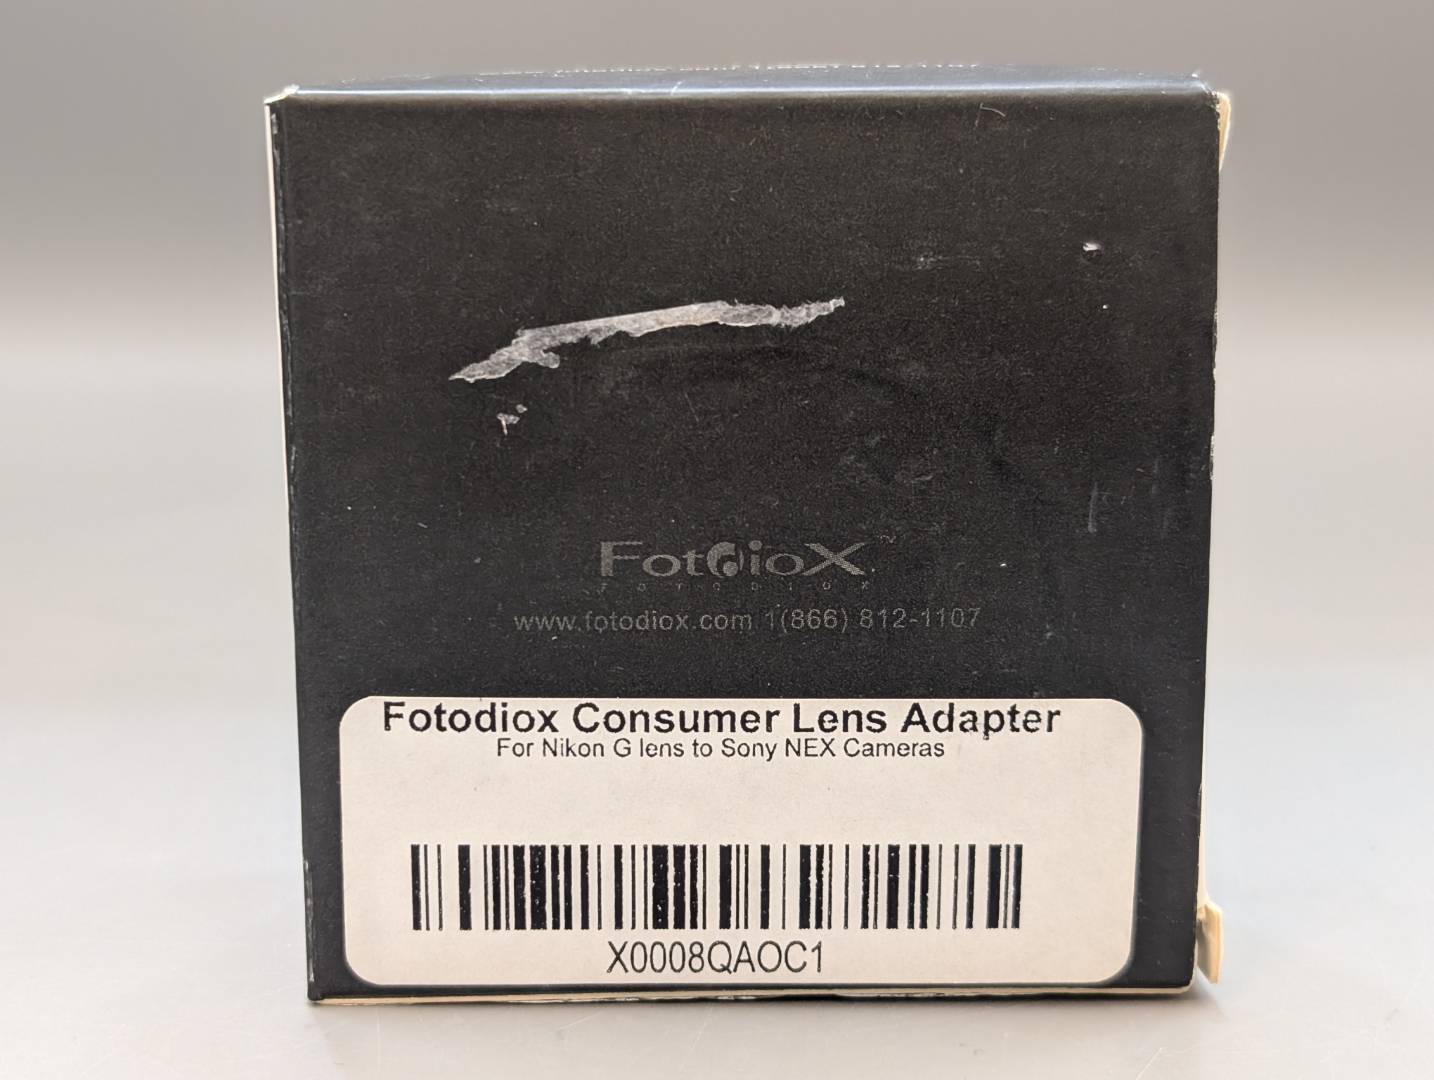 FotodioX™
FOTODIOX
www.fotodiox.com 1(866) 812-1107
Fotodiox Consumer Lens Adapter
For Nikon G lens to Sony NEX Cameras
X0008QAOC1